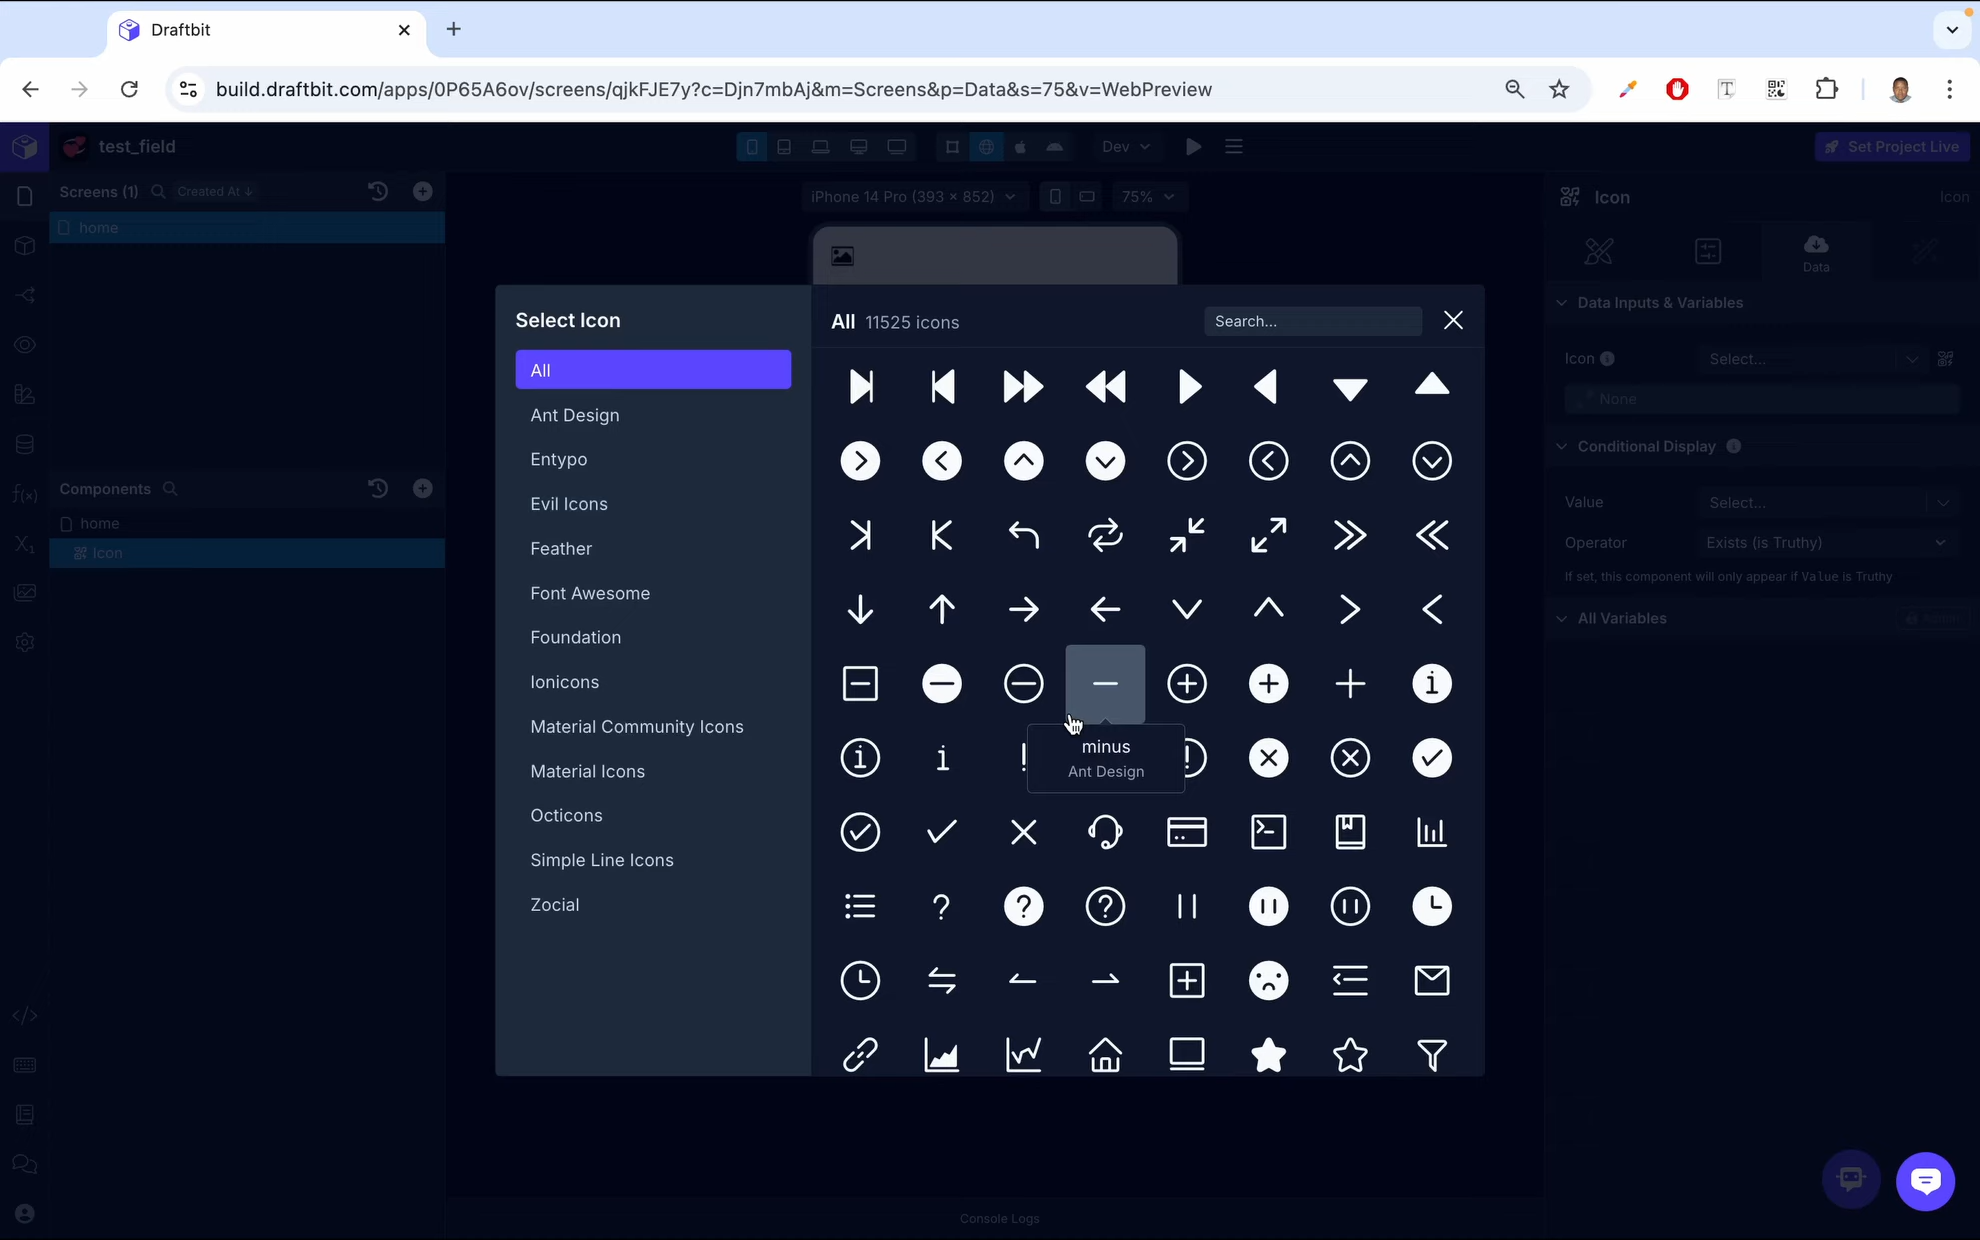 Draftbit
build.draftbit.com/apps/0P65A6ov/screens/qjkFJE7y?c=Djn7mbAj&m=Screens&p=Data&s=75&v=WebPreview
test_field
Dev
Set Project Live
Screens (1)
Created At ↓
home
iPhone 14 Pro (393 × 852)
75%
Icon
Icon
Data
Data Inputs & Variables
Icon
Select...
None
Conditional Display
Value
Select...
Operator
Exists (is Truthy)
If set, this component will only appear if Value is Truthy
All Variables
Components
home
Icon
Select Icon
All
Ant Design
Entypo
Evil Icons
Feather
Font Awesome
Foundation
Ionicons
Material Community Icons
Material Icons
Octicons
Simple Line Icons
Zocial
All 11525 icons
Search...
minus
Ant Design
Console Logs